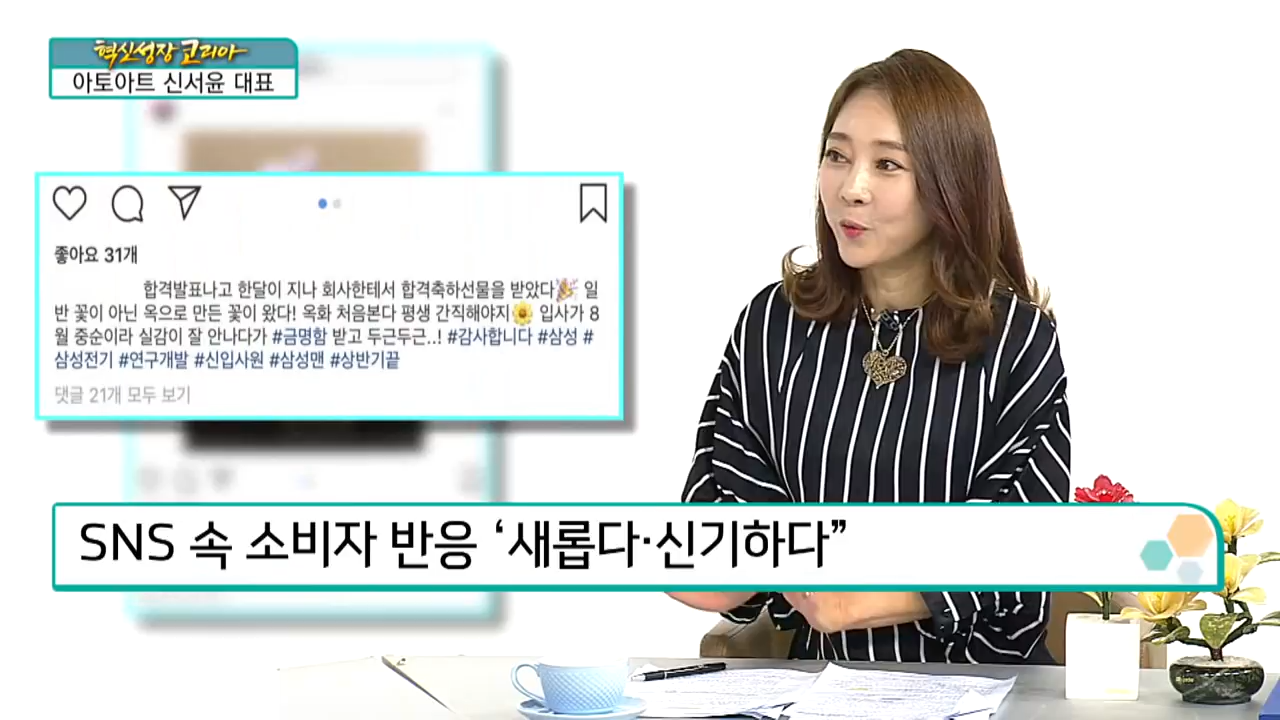 혁신성장 코리아
아토아트 신서윤 대표
좋아요 31개
합격발표나고 한달이 지나 회사한테서 합격축하선물을 받았다🎉 일
반 꽃이 아닌 옥으로 만든 꽃이 왔다! 옥화 처음본다 평생 간직해야지🌼 입사가 8
월 중순이라 실감이 잘 안나다가 #금명함 받고 두근두근..! #감사합니다 #삼성 #
삼성전기 #연구개발 #신입사원 #삼성맨 #상반기끝
댓글 21개 모두 보기
SNS 속 소비자 반응 ‘새롭다·신기하다”